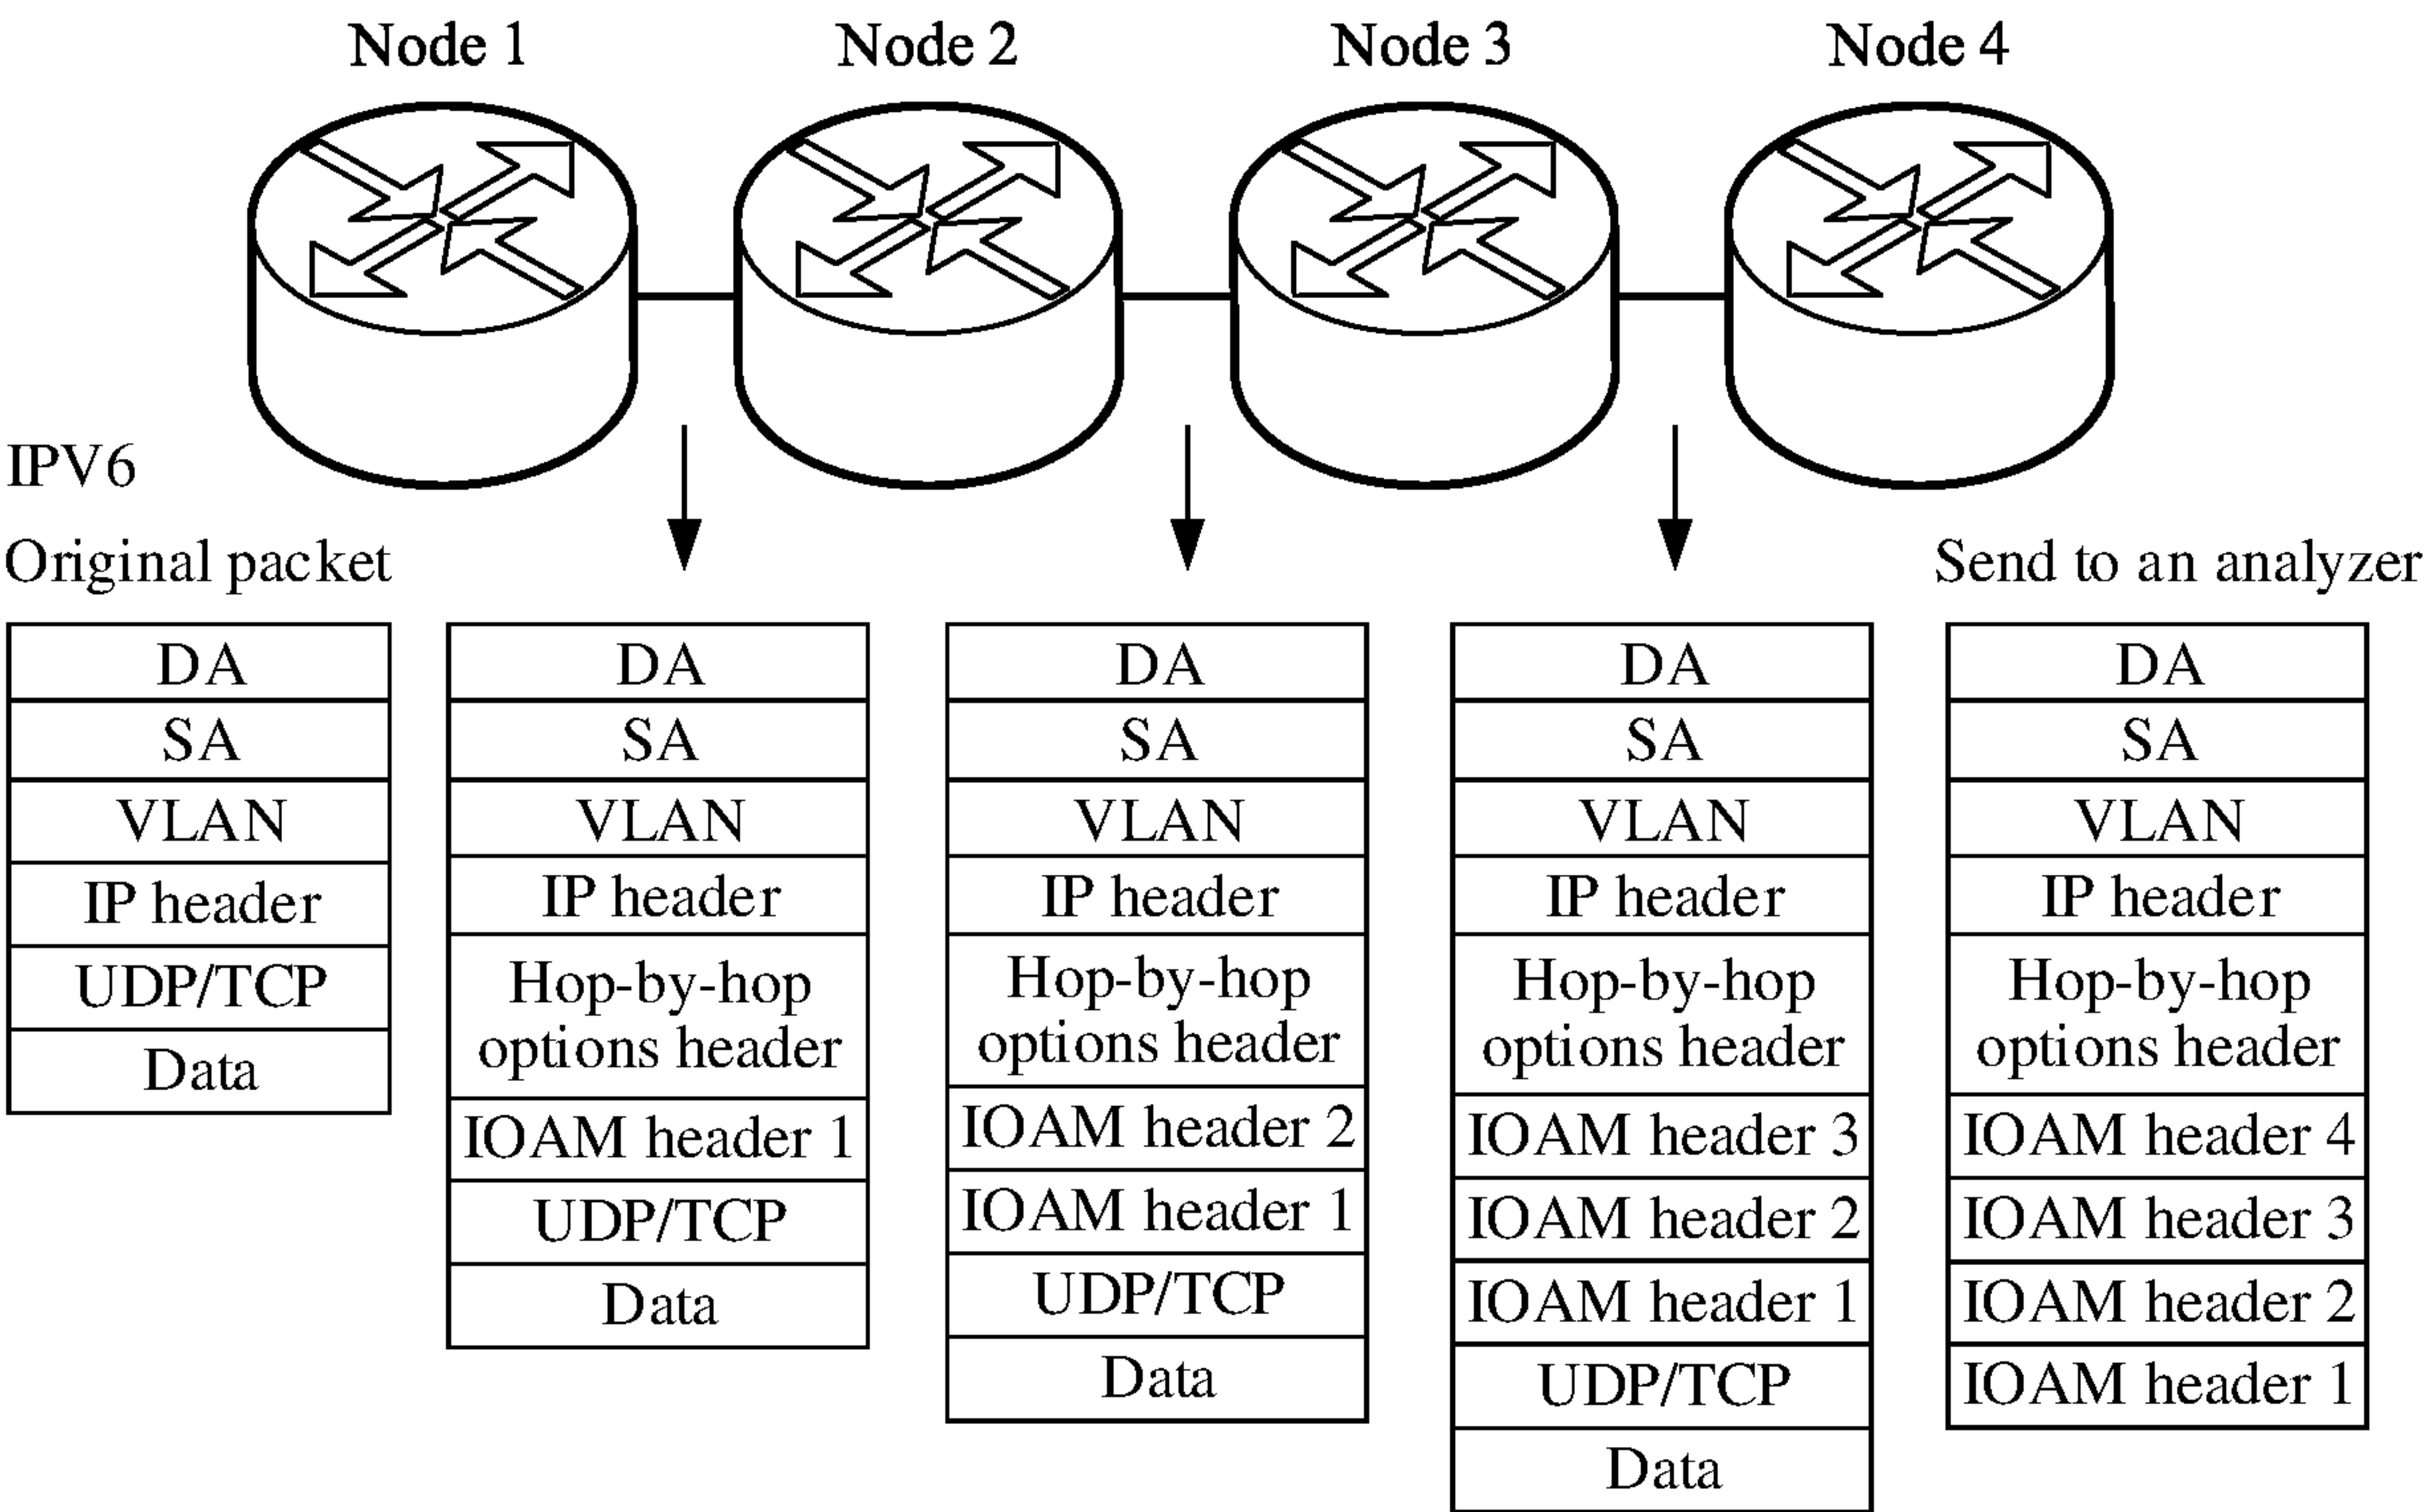 Node 1
Node 2
Node 3
Node 4
IPV6
Original packet
Send to an analyzer
DA
SA
VLAN
IP header
UDP/TCP
Data
DA
SA
VLAN
IP header
Hop-by-hop
options header
IOAM header 1
UDP/TCP
Data
DA
SA
VLAN
IP header
Hop-by-hop
options header
IOAM header 2
IOAM header 1
UDP/TCP
Data
DA
SA
VLAN
IP header
Hop-by-hop
options header
IOAM header 3
IOAM header 2
IOAM header 1
UDP/TCP
Data
DA
SA
VLAN
IP header
Hop-by-hop
options header
IOAM header 4
IOAM header 3
IOAM header 2
IOAM header 1